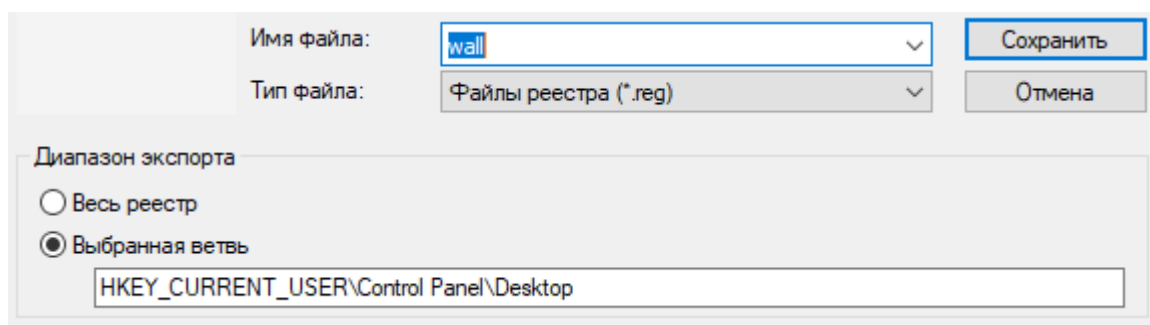 Имя файла: wall Сохранить
Тип файла: Файлы реестра (*.reg) Отмена
Диапазон экспорта
Весь реестр
Выбранная ветвь
HKEY_CURRENT_USER\Control Panel\Desktop